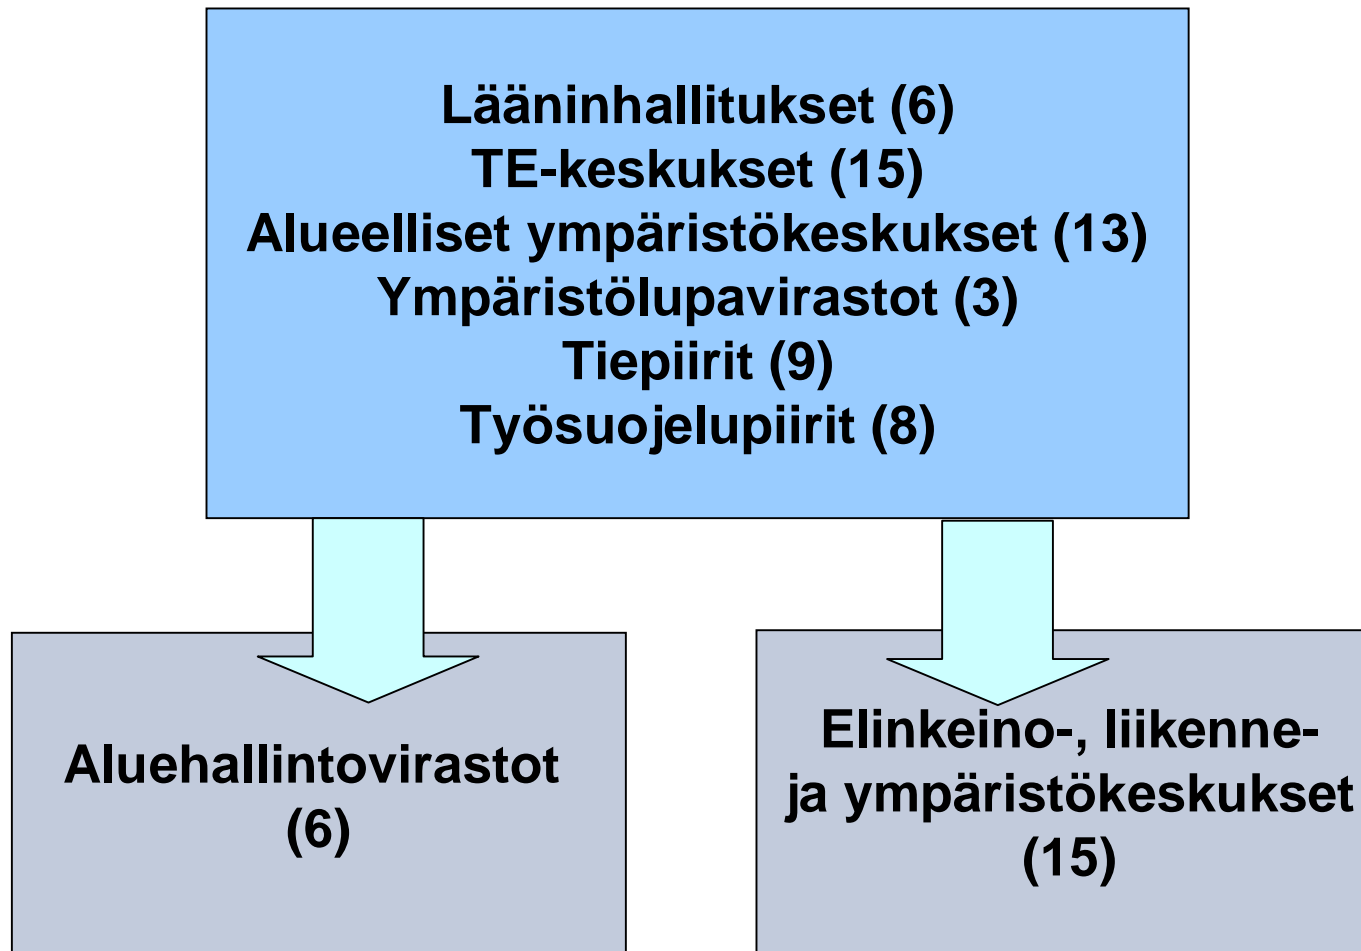 Lääninhallitukset (6)
TE-keskukset (15)
Alueelliset ympäristökeskukset (13)
Ympäristölupavirastot (3)
Tiepiirit (9)
Työsuojelupiirit (8)
Aluehallintovirastot
(6)
Elinkeino-, liikenne-
ja ympäristökeskukset
(15)